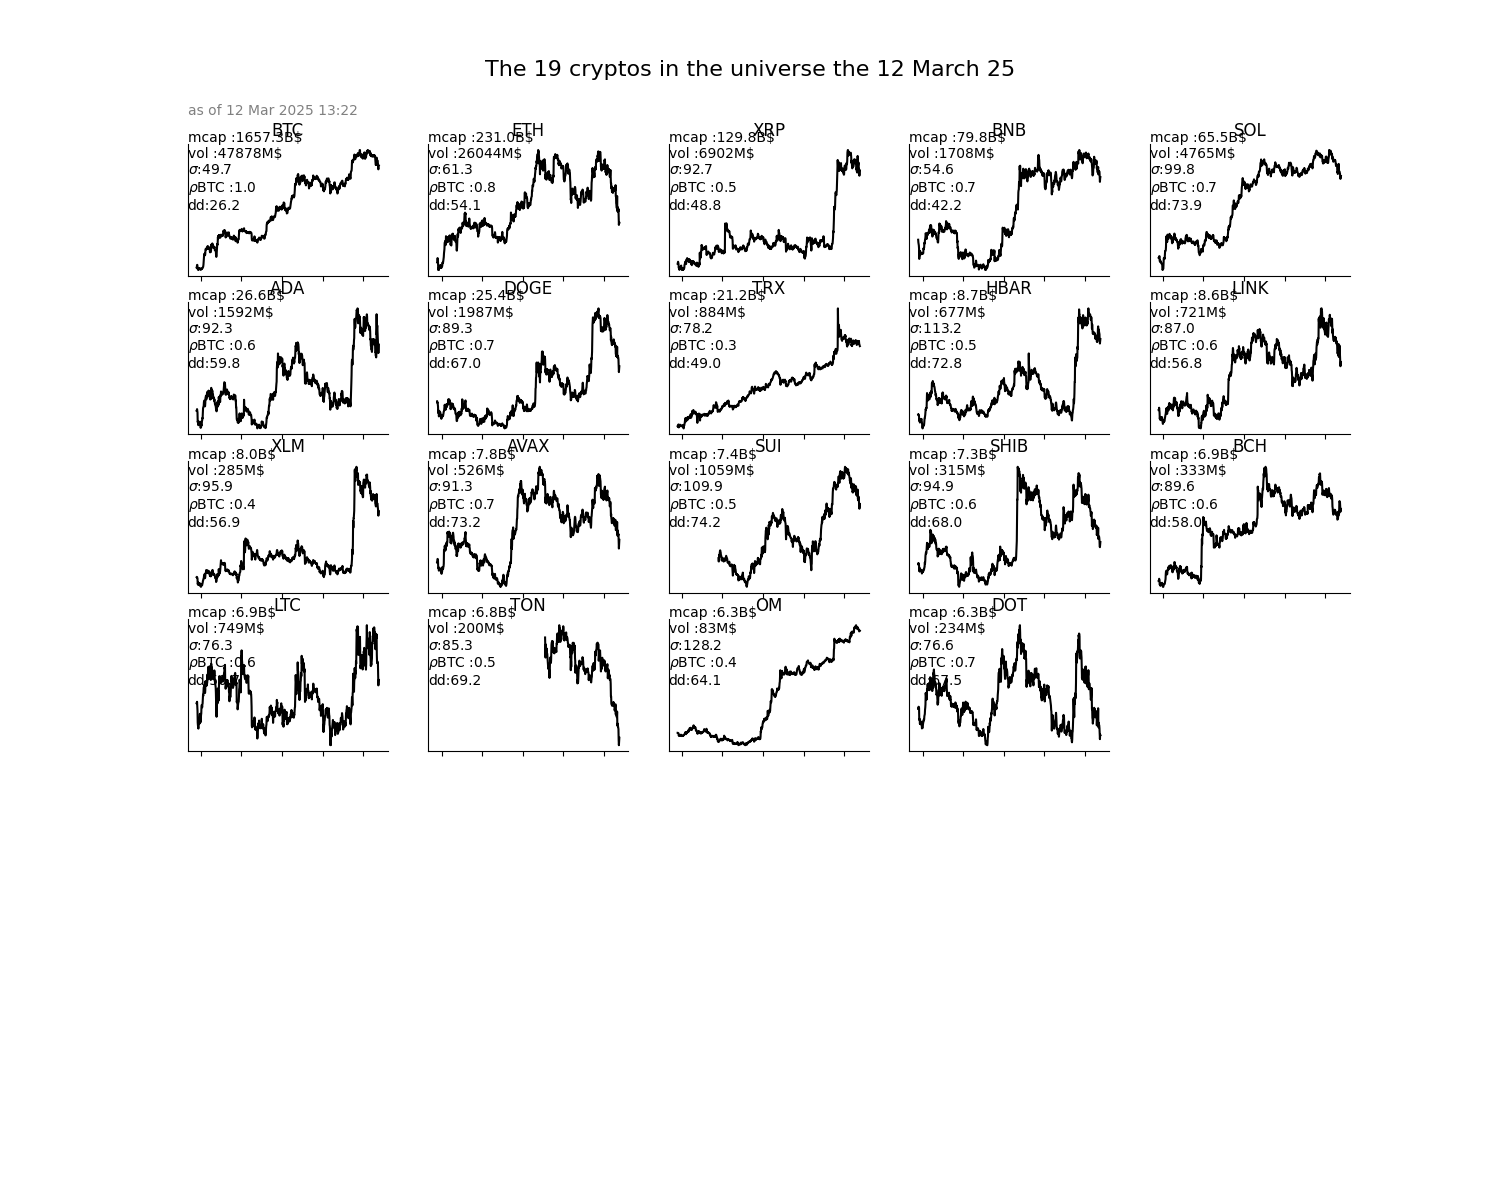 The 19 cryptos in the universe the 12 March 25
as of 12 Mar 2025 13:22
BTC
mcap :1657.3B$
vol :47878M$
σ:49.7
ρBTC :1.0
dd:26.2
ETH
mcap :231.0B$
vol :26044M$
σ:61.3
ρBTC :0.8
dd:54.1
XRP
mcap :129.8B$
vol :6902M$
σ:92.7
ρBTC :0.5
dd:48.8
BNB
mcap :79.8B$
vol :1708M$
σ:54.6
ρBTC :0.7
dd:42.2
SOL
mcap :65.5B$
vol :4765M$
σ:99.8
ρBTC :0.7
dd:73.9
ADA
mcap :26.6B$
vol :1592M$
σ:92.3
ρBTC :0.6
dd:59.8
DOGE
mcap :25.4B$
vol :1987M$
σ:89.3
ρBTC :0.7
dd:67.0
TRX
mcap :21.2B$
vol :884M$
σ:78.2
ρBTC :0.3
dd:49.0
HBAR
mcap :8.7B$
vol :677M$
σ:113.2
ρBTC :0.5
dd:72.8
LINK
mcap :8.6B$
vol :721M$
σ:87.0
ρBTC :0.6
dd:56.8
XLM
mcap :8.0B$
vol :285M$
σ:95.9
ρBTC :0.4
dd:56.9
AVAX
mcap :7.8B$
vol :526M$
σ:91.3
ρBTC :0.7
dd:73.2
SUI
mcap :7.4B$
vol :1059M$
σ:109.9
ρBTC :0.5
dd:74.2
SHIB
mcap :7.3B$
vol :315M$
σ:94.9
ρBTC :0.6
dd:68.0
BCH
mcap :6.9B$
vol :333M$
σ:89.6
ρBTC :0.6
dd:58.0
LTC
mcap :6.9B$
vol :749M$
σ:76.3
ρBTC :0.6
TON
mcap :6.8B$
vol :200M$
σ:85.3
ρBTC :0.5
dd:69.2
OM
mcap :6.3B$
vol :83M$
σ:128.2
ρBTC :0.4
dd:64.1
DOT
mcap :6.3B$
vol :234M$
σ:76.6
ρBTC :0.7
dd:67.5